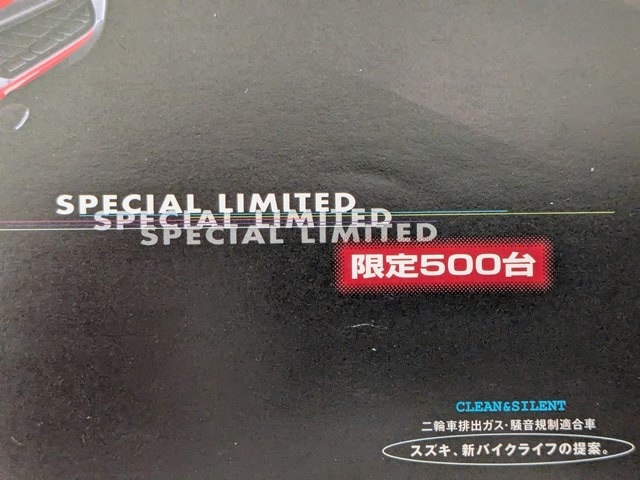 SPECIAL LIMITED
SPECIAL LIMITED
SPECIAL LIMITED
限定500台
CLEAN&SILENT
二輪車排出ガス・騒音規制適合車
スズキ、新バイクライフの提案。